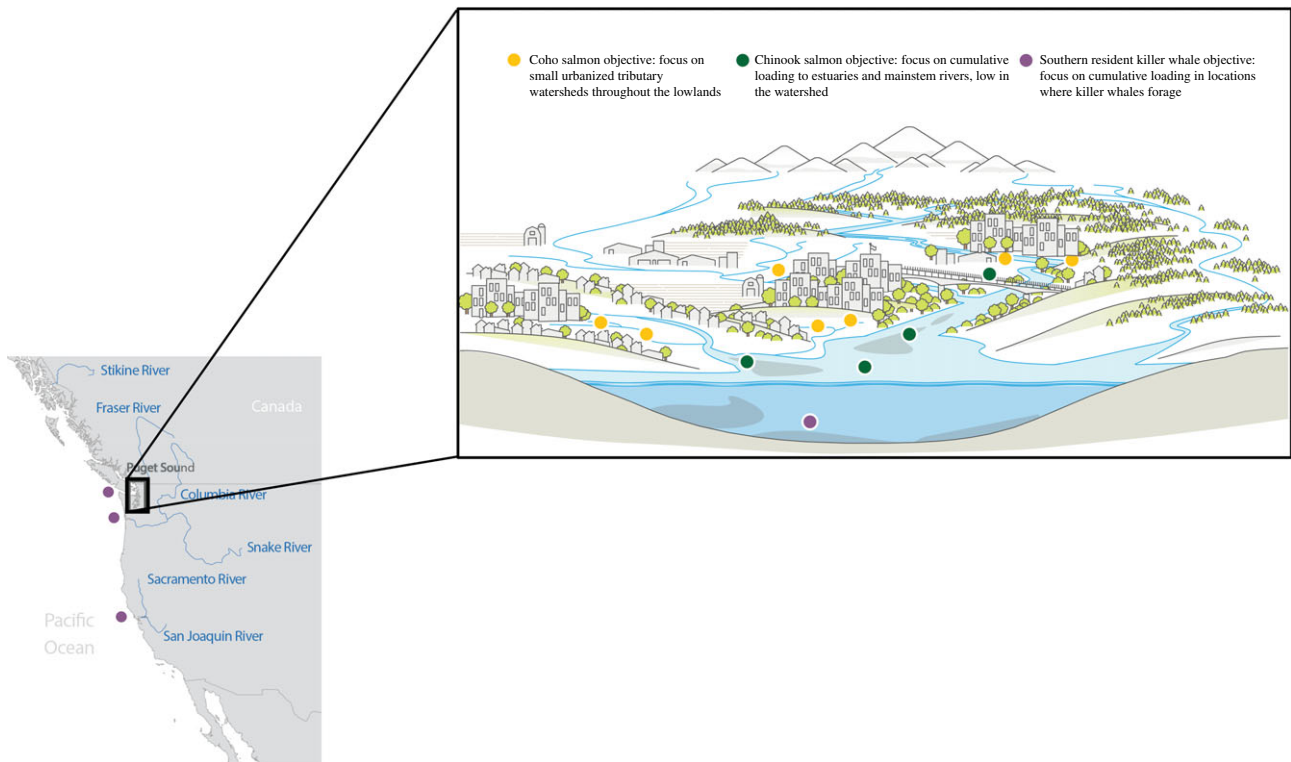 Coho salmon objective: focus on
small urbanized tributary
watersheds throughout the lowlands
Chinook salmon objective: focus on cumulative
loading to estuaries and mainstem rivers, low in
the watershed
Southern resident killer whale objective:
focus on cumulative loading in locations
where killer whales forage
Stikine River
Fraser River
Canada
Puget Sound
Columbia River
Snake River
Sacramento River
Pacific
Ocean
San Joaquin River